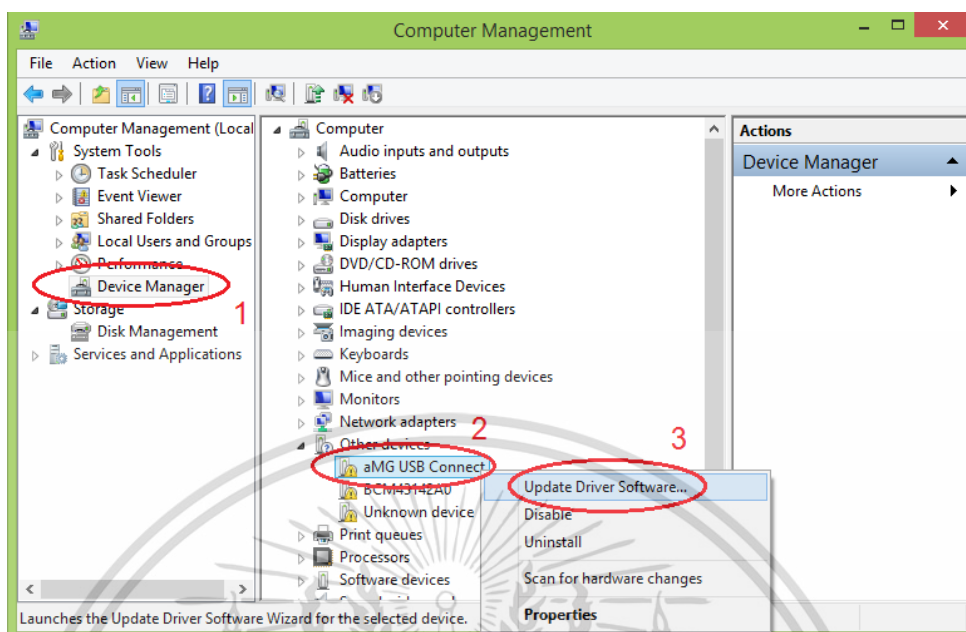 Computer Management
File Action View Help
Computer Management (Local
System Tools
Task Scheduler
Event Viewer
Shared Folders
Local Users and Groups
Performance
Device Manager
1
Storage
Disk Management
Services and Applications
Computer
Audio inputs and outputs
Batteries
Computer
Disk drives
Display adapters
DVD/CD-ROM drives
Human Interface Devices
IDE ATA/ATAPI controllers
Imaging devices
Keyboards
Mice and other pointing devices
Monitors
Network adapters
Other devices
2
aMG USB Connect
BCM43142A0
Unknown device
Print queues
Processors
Software devices
3
Update Driver Software...
Disable
Uninstall
Scan for hardware changes
Properties
Actions
Device Manager
More Actions
Launches the Update Driver Software Wizard for the selected device.